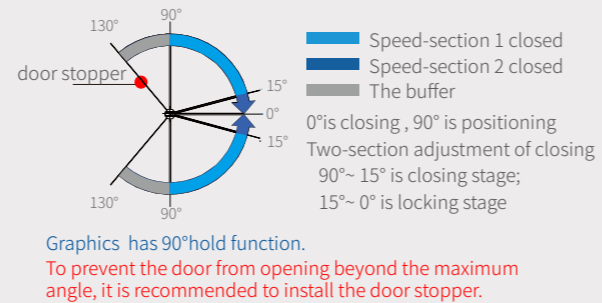 90°
130°
door stopper
15°
0°
15°
130°
90°
Speed-section 1 closed
Speed-section 2 closed
The buffer
0°is closing , 90° is positioning
Two-section adjustment of closing
90°~ 15° is closing stage;
15°~ 0° is locking stage
Graphics has 90°hold function.
To prevent the door from opening beyond the maximum
angle, it is recommended to install the door stopper.